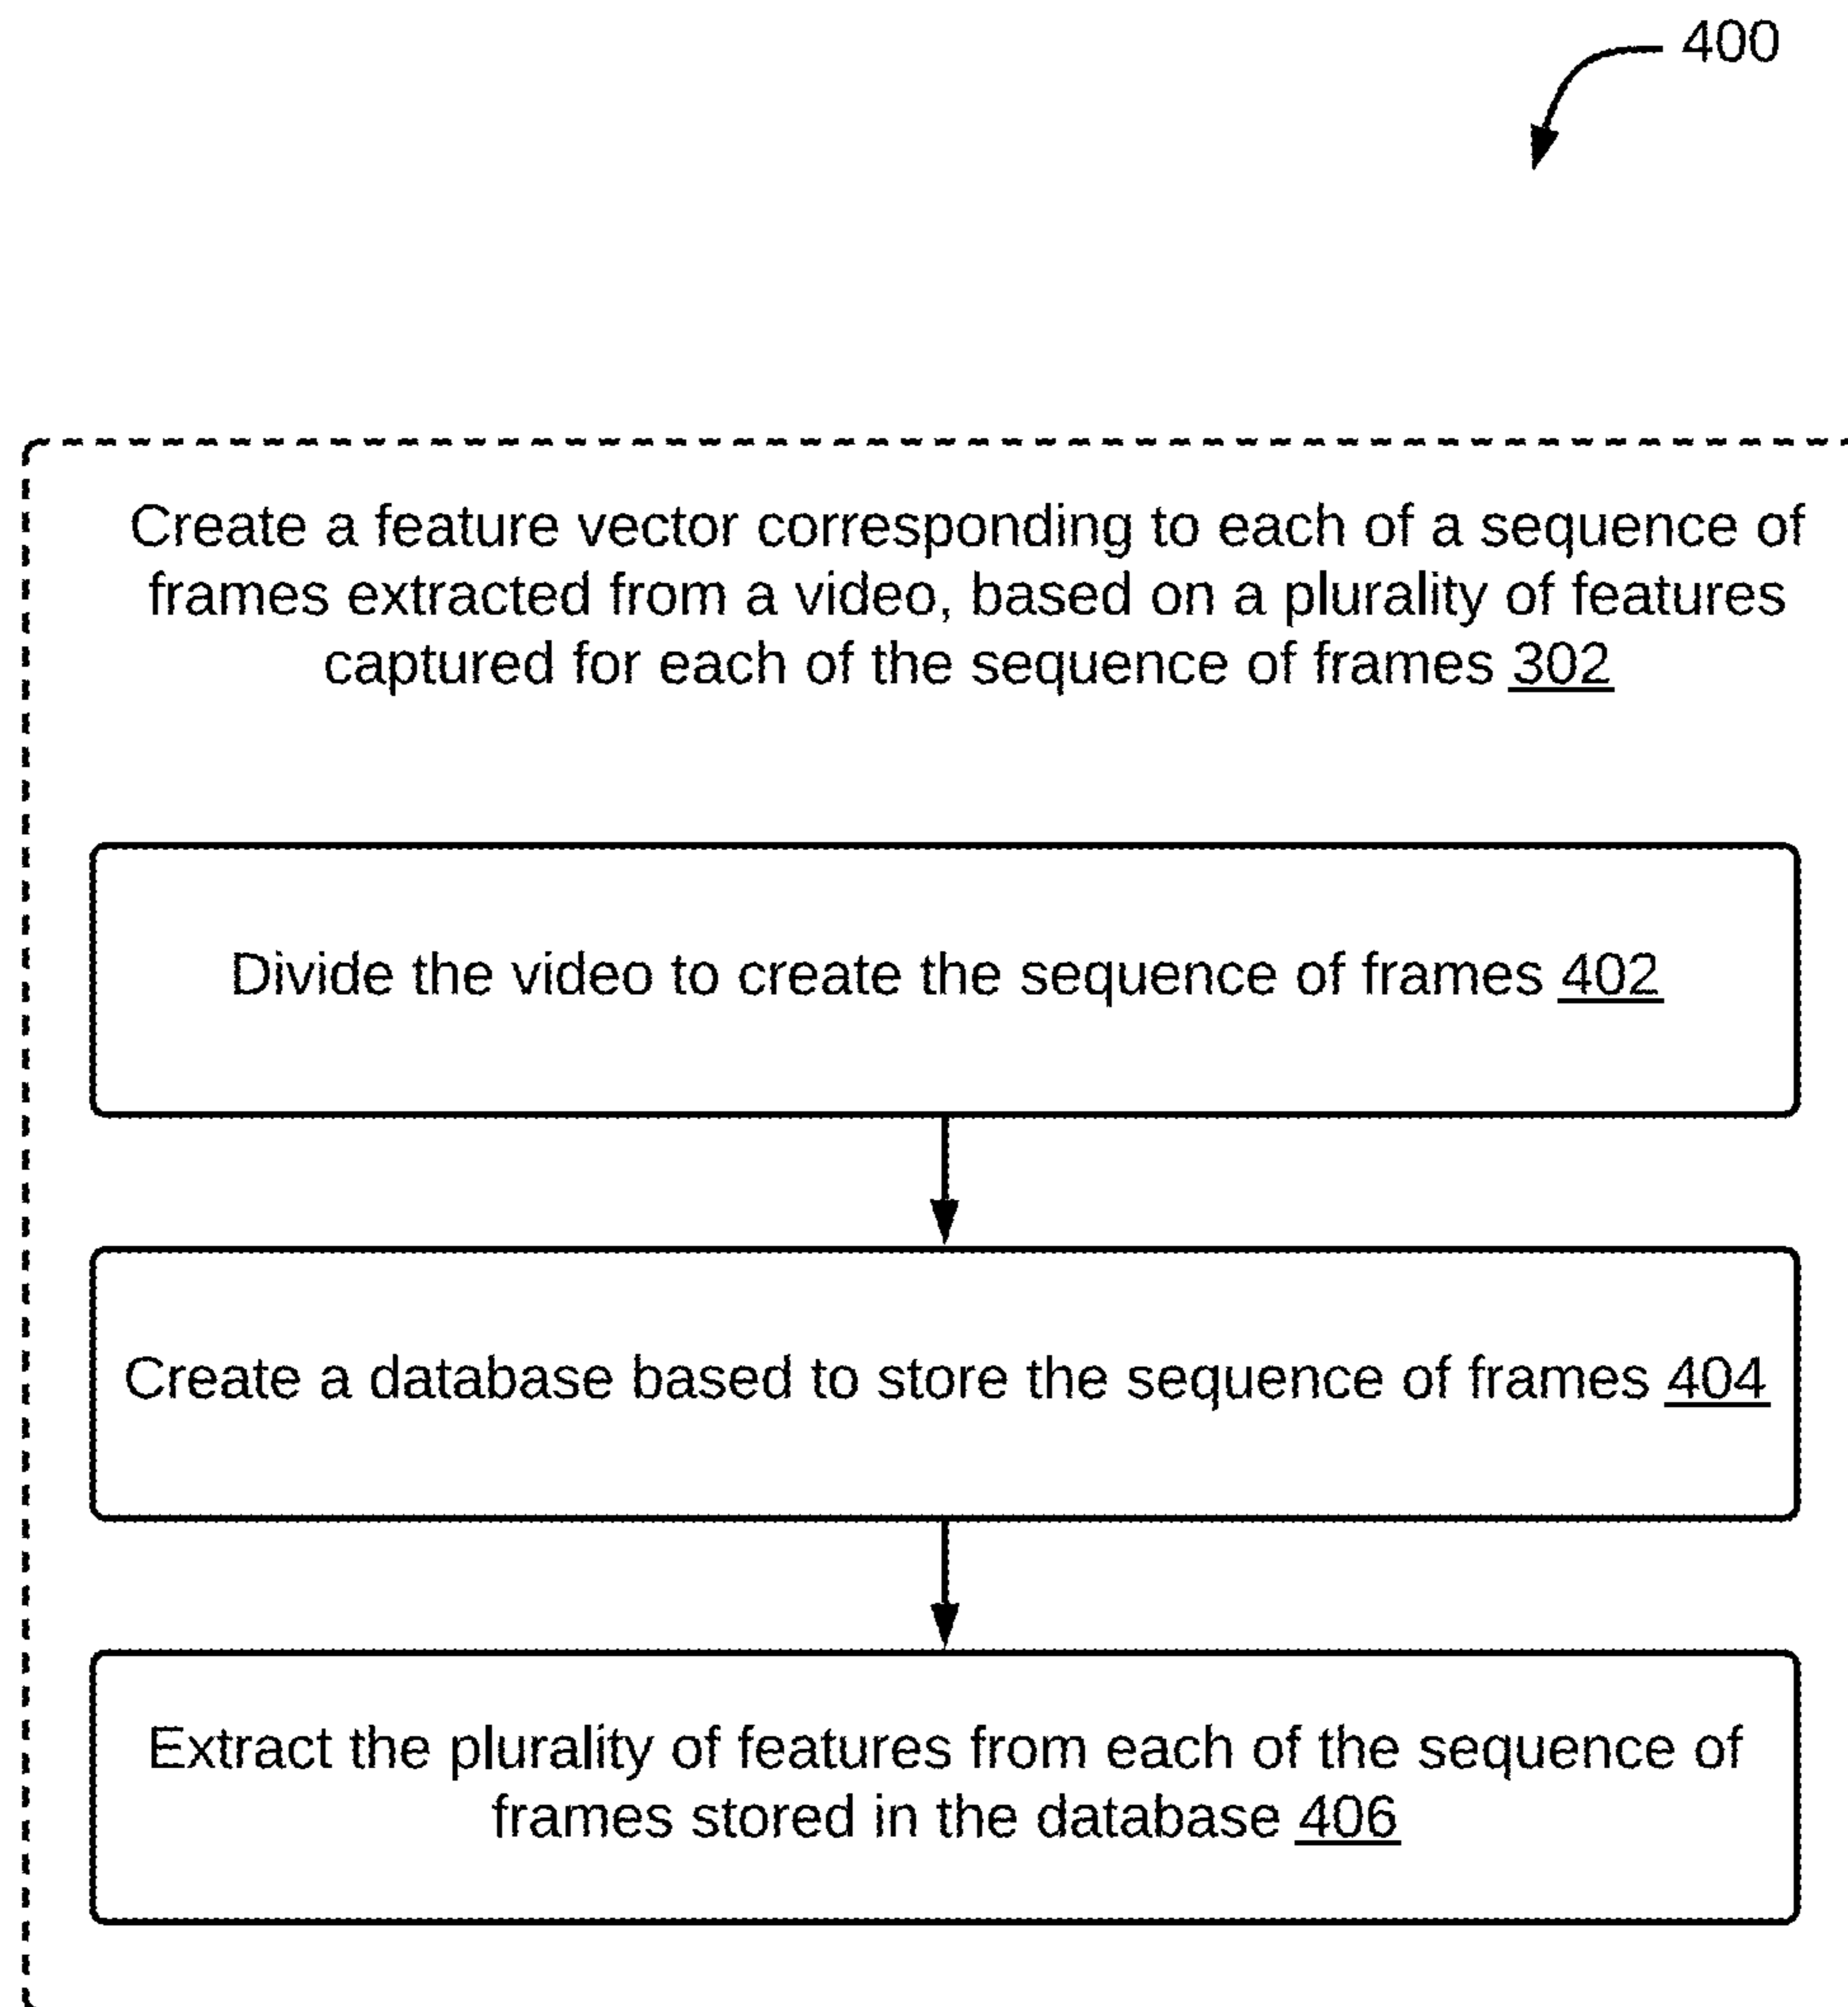 400
Create a feature vector corresponding to each of a sequence of
frames extracted from a video, based on a plurality of features
captured for each of the sequence of frames 302
Divide the video to create the sequence of frames 402
Create a database based to store the sequence of frames 404
Extract the plurality of features from each of the sequence of
frames stored in the database 406